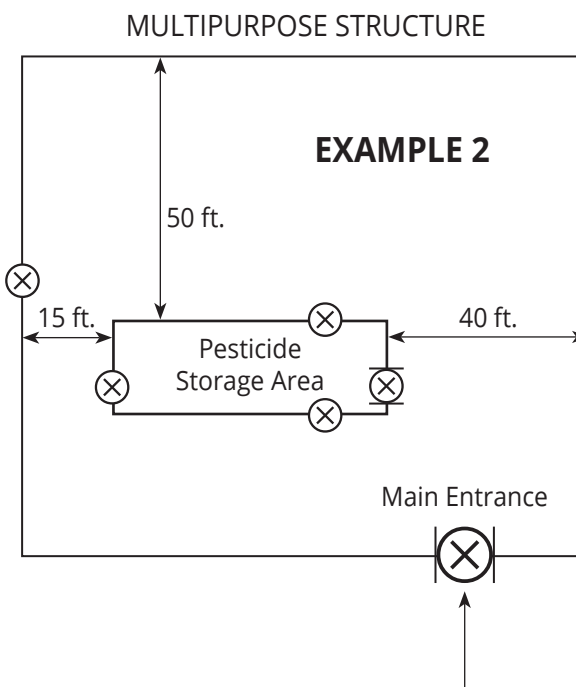 MULTIPURPOSE STRUCTURE
EXAMPLE 2
50 ft.
15 ft.
40 ft.
Pesticide
Storage Area
Main Entrance